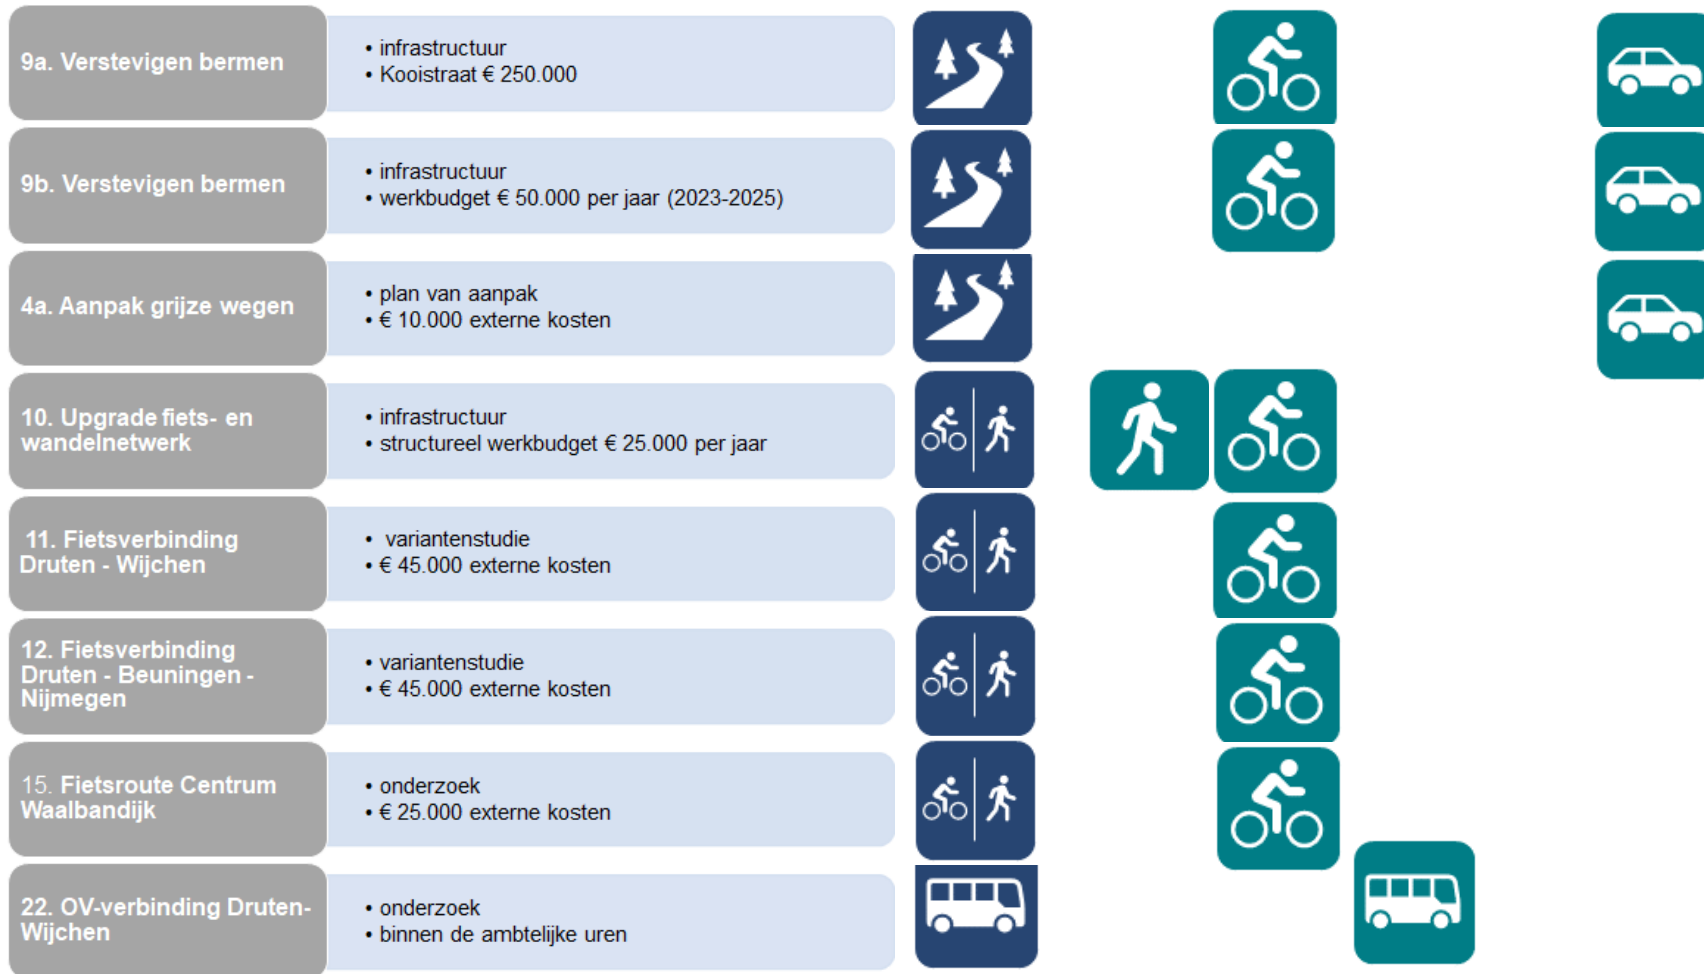 9a. Verstevigen bermen
• infrastructuur
• Kooistraat € 250.000
9b. Verstevigen bermen
• infrastructuur
• werkbudget € 50.000 per jaar (2023-2025)
4a. Aanpak grijze wegen
• plan van aanpak
• € 10.000 externe kosten
10. Upgrade fiets- en
wandelnetwerk
• infrastructuur
• structureel werkbudget € 25.000 per jaar
11. Fietsverbinding
Druten - Wijchen
• variantenstudie
• € 45.000 externe kosten
12. Fietsverbinding
Druten - Beuningen -
Nijmegen
• variantenstudie
• € 45.000 externe kosten
15. Fietsroute Centrum
Waalbandijk
• onderzoek
• € 25.000 externe kosten
22. OV-verbinding Druten-
Wijchen
• onderzoek
• binnen de ambtelijke uren